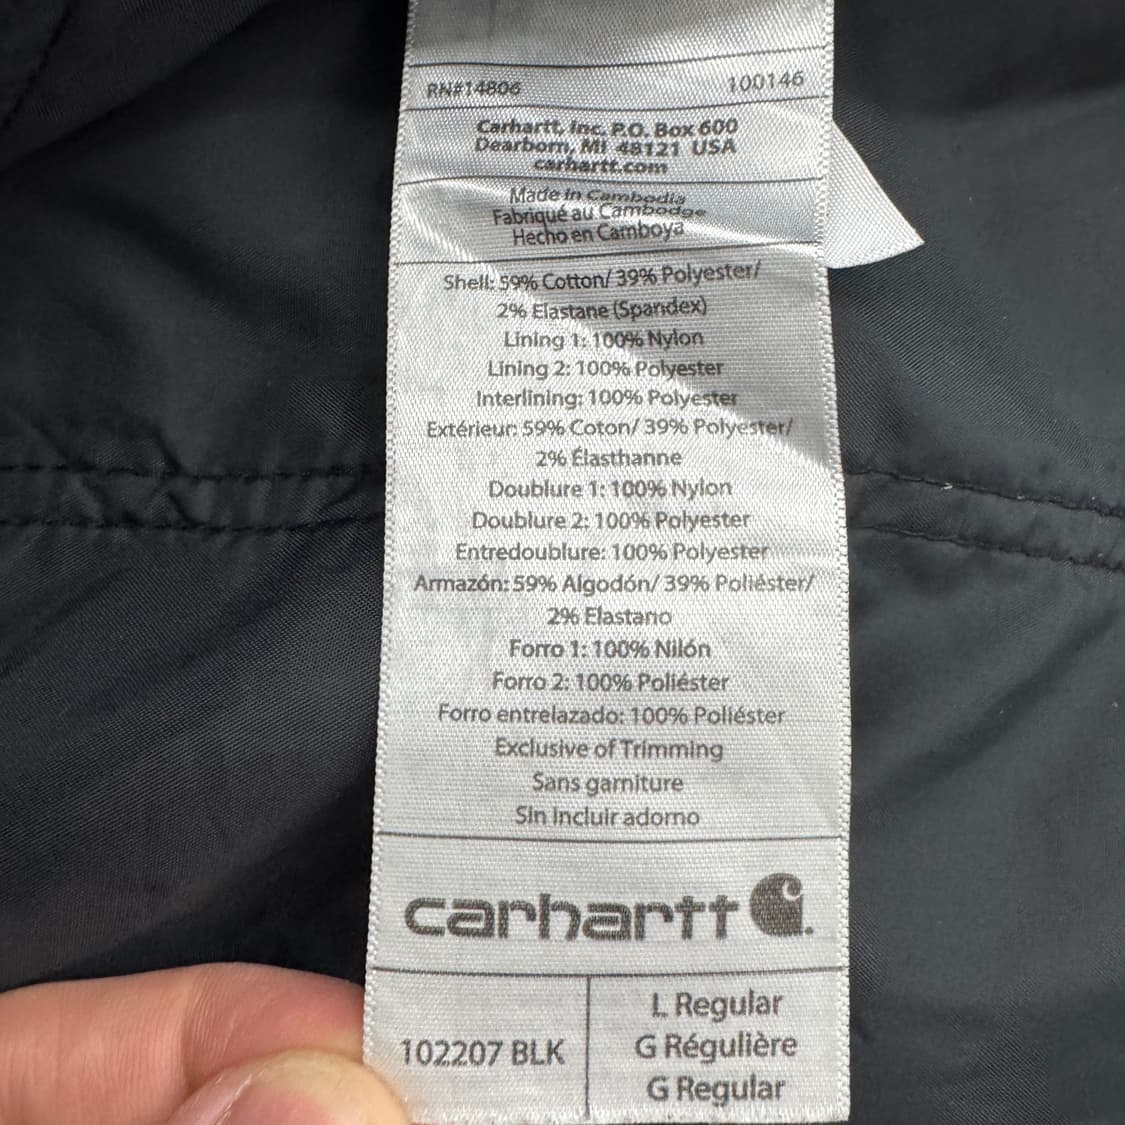 RN#14806 100146
Carhartt, Inc. P.O. Box 600
Dearborn, MI 48121 USA
carhartt.com
Made in Cambodia
Fabriqué au Cambodge
Hecho en Camboya
Shell: 59% Cotton/ 39% Polyester/
2% Elastane (Spandex)
Lining 1: 100% Nylon
Lining 2: 100% Polyester
Interlining: 100% Polyester
Extérieur: 59% Coton/ 39% Polyester/
2% Élasthanne
Doublure 1: 100% Nylon
Doublure 2: 100% Polyester
Entredoublure: 100% Polyester
Armazón: 59% Algodón/ 39% Poliéster/
2% Elastano
Forro 1: 100% Nilón
Forro 2: 100% Poliéster
Forro entrelazado: 100% Poliéster
Exclusive of Trimming
Sans garniture
Sin Incluir adorno
carhartt
102207 BLK
L Regular
G Régulière
G Regular